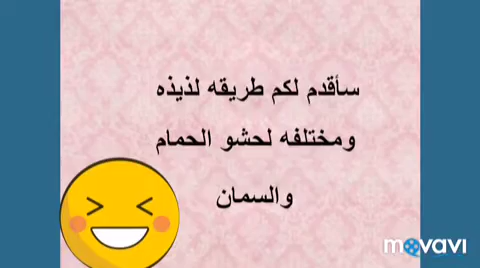 سأقدم لكم طريقه لذيذه
ومختلفه لحشو الحمام
والسمان
movavi